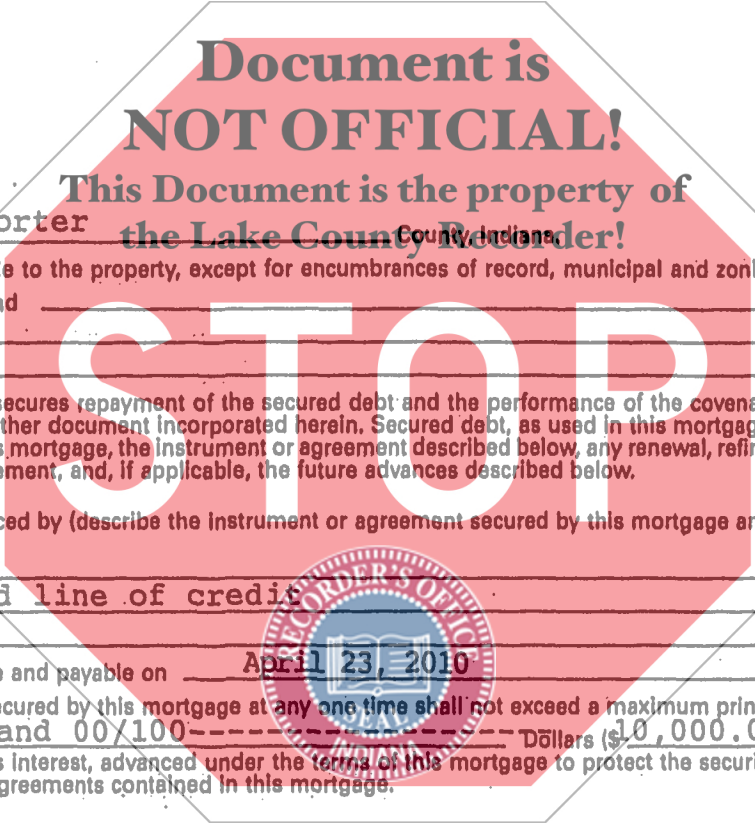 Document is
NOT OFFICIAL!
This Document is the property of
the Lake County Recorder!
orter County, Indiana,
e to the property, except for encumbrances of record, municipal and zoni
d
STOP
secures repayment of the secured debt and the performance of the covena
ther document incorporated herein. Secured debt, as used in this mortgag
s mortgage, the instrument or agreement described below, any renewal, refin
ement, and, if applicable, the future advances described below.
ced by (describe the instrument or agreement secured by this mortgage an
d line of credit
RECORDER'S OFFICE
SEAL
INDIANA
e and payable on April 23, 2010
ecured by this mortgage at any one time shall not exceed a maximum prin
and 00/100---------------------- Dollars ($10,000.0
s interest, advanced under the terms of this mortgage to protect the securi
greements contained in this mortgage.